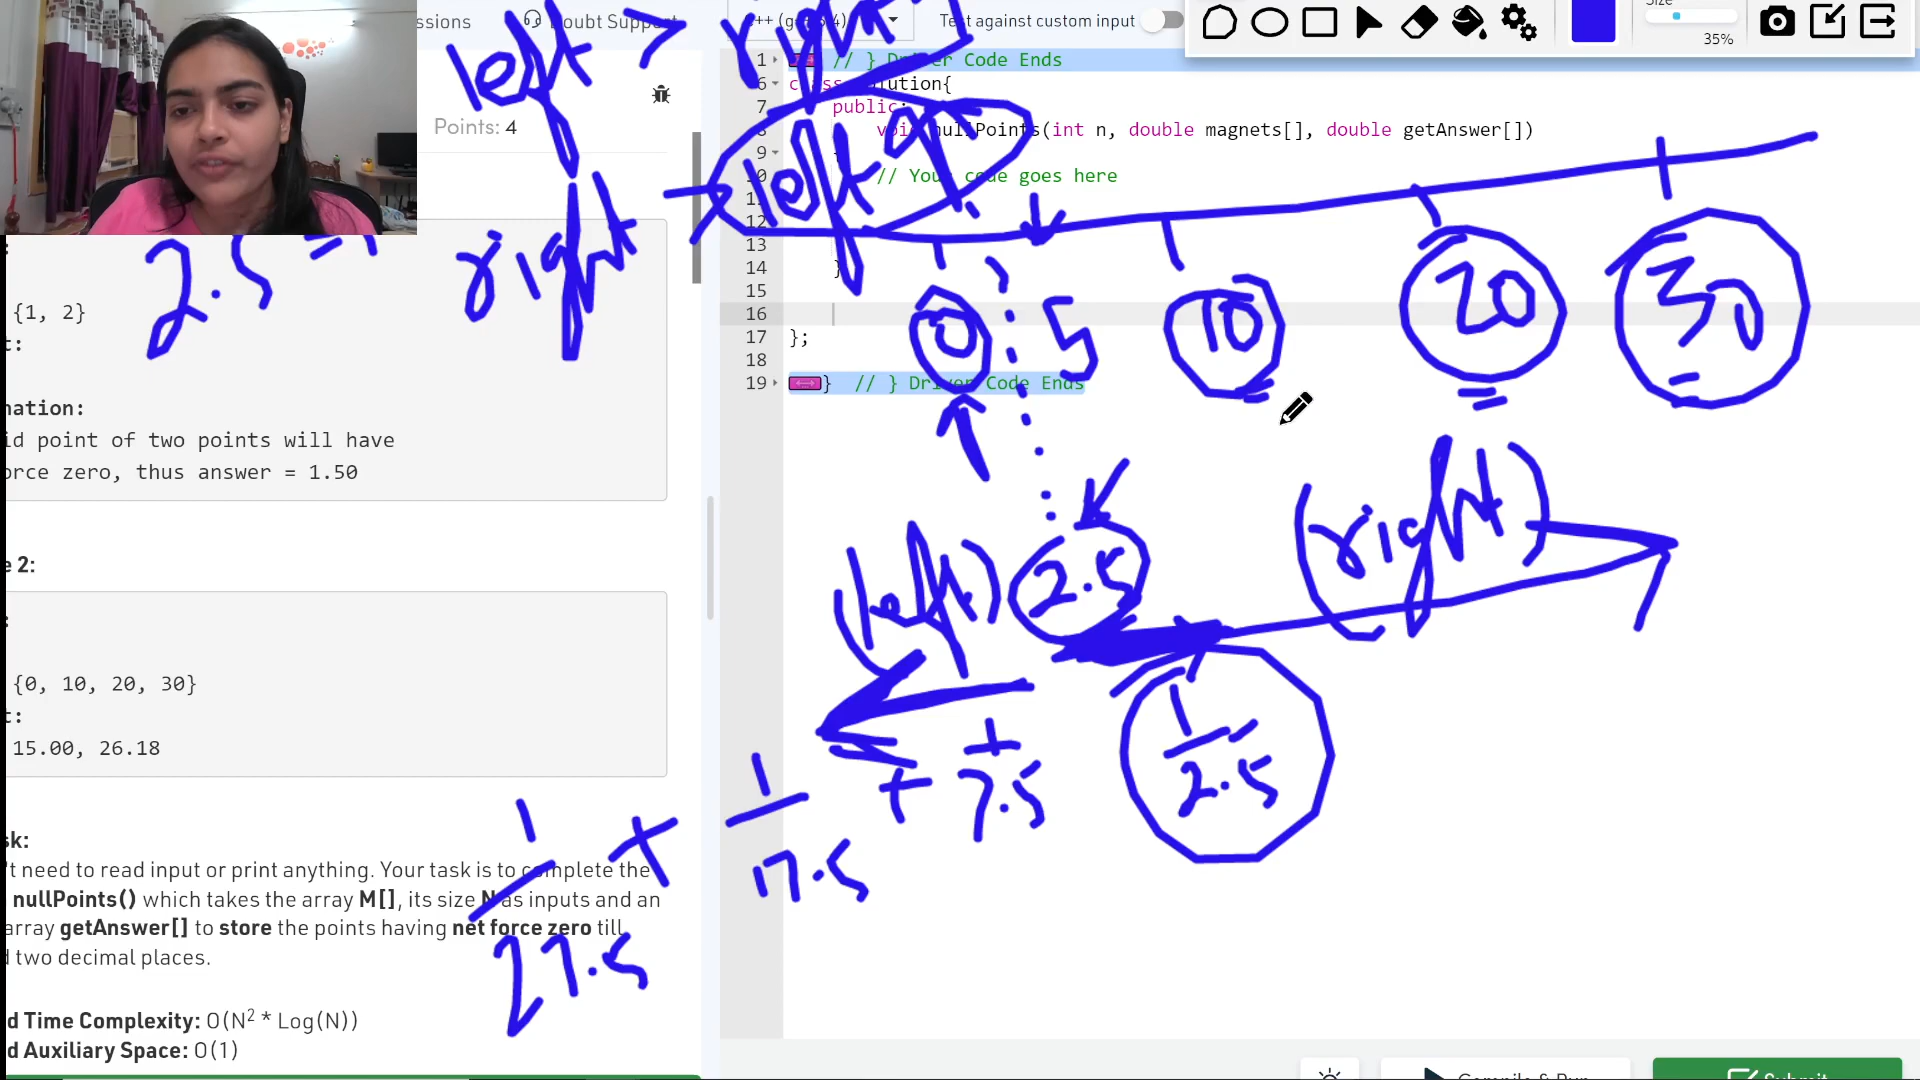 ssions
Doubt Support
Test against custom input
Size
35%
left > right
Points: 4
1 // } Driver Code Ends
6 class Solution{
7 public:
8 void nullPoints(int n, double magnets[], double getAnswer[])
9
10 // Your code goes here
11
12
13
14 }
15
16
17 };
18
19 } // } Driver Code Ends
left
right
2.5
0
5
10
20
30
{1, 2}
t:
nation:
id point of two points will have
orce zero, thus answer = 1.50
e 2:
{0, 10, 20, 30}
t:
15.00, 26.18
(left)
2.5
(right)
1/27.5 + 1/17.5 + 1/7.5
1/2.5
sk:
't need to read input or print anything. Your task is to complete the
nullPoints() which takes the array M[], its size N as inputs and an
array getAnswer[] to store the points having net force zero till
d two decimal places.
d Time Complexity: O(N² * Log(N))
d Auxiliary Space: O(1)
Compile & Run
Submit